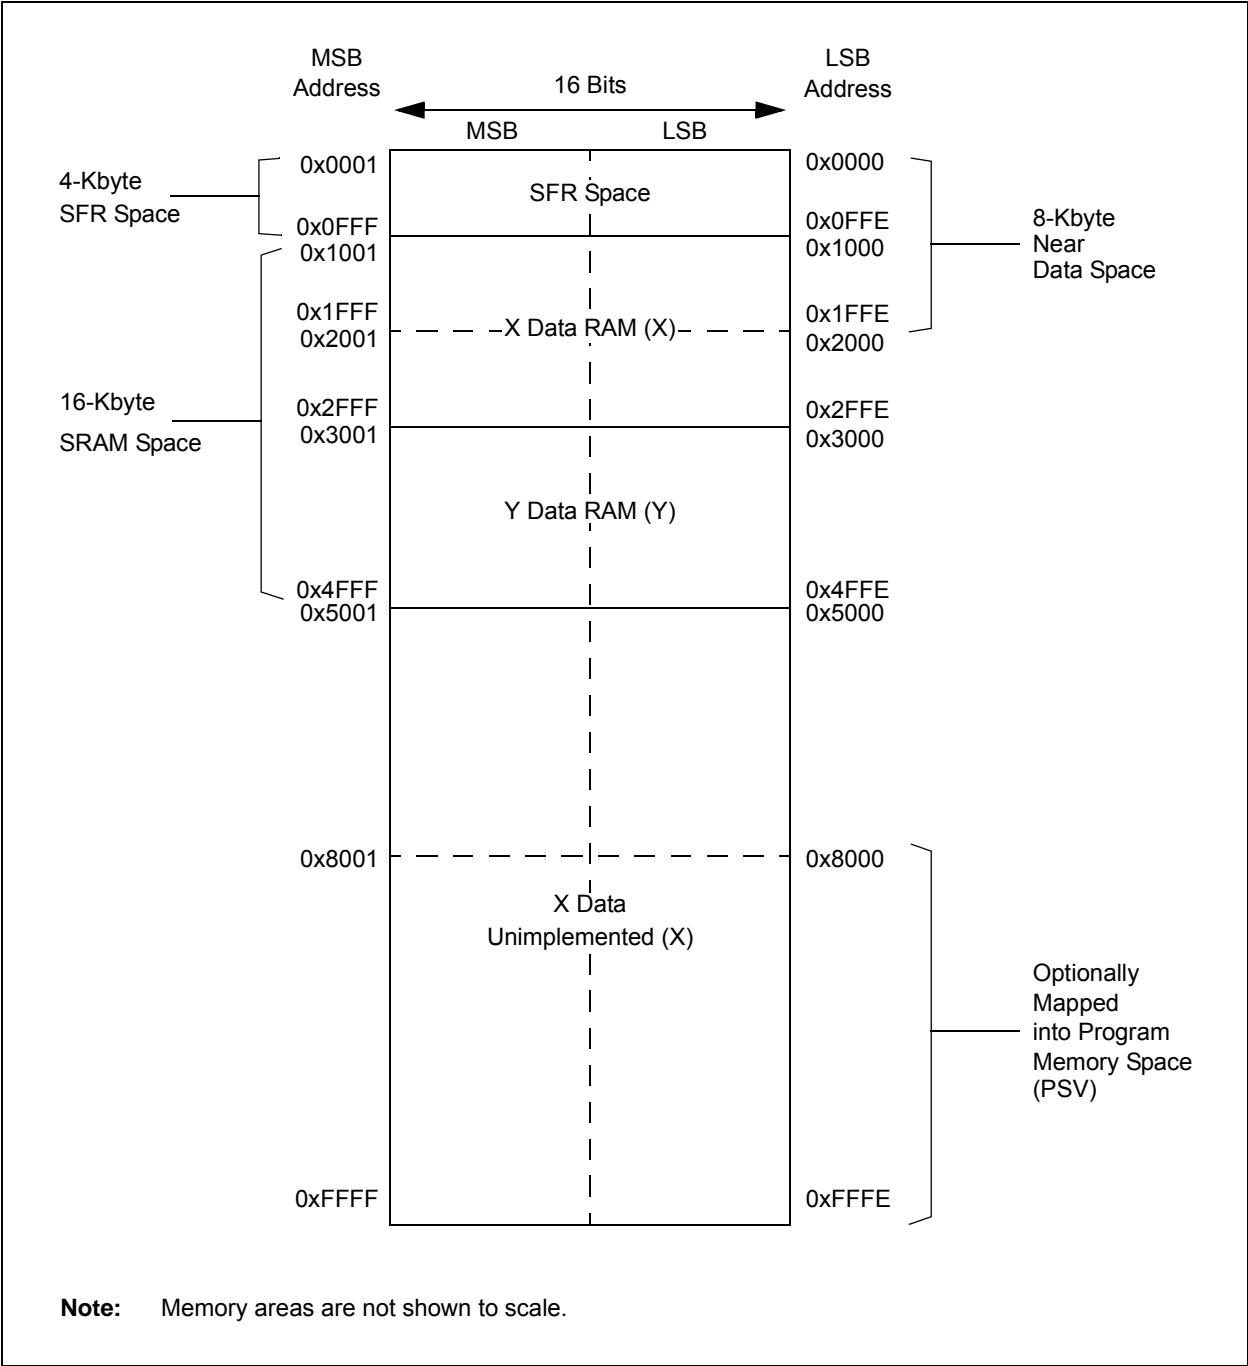 MSB
Address
16 Bits
LSB
Address
MSB
LSB
4-Kbyte
SFR Space
0x0001
0x0FFF
0x1001
SFR Space
0x0000
0x0FFE
0x1000
8-Kbyte
Near
Data Space
0x1FFF
0x2001
X Data RAM (X)
0x1FFE
0x2000
16-Kbyte
SRAM Space
0x2FFF
0x3001
0x2FFE
0x3000
Y Data RAM (Y)
0x4FFF
0x5001
0x4FFE
0x5000
0x8001
0x8000
X Data
Unimplemented (X)
Optionally
Mapped
into Program
Memory Space
(PSV)
0xFFFF
0xFFFE
Note: Memory areas are not shown to scale.